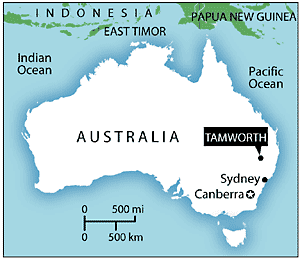 INDONESIA
PAPUA NEW GUINEA
EAST TIMOR
Indian
Ocean
Pacific
Ocean
AUSTRALIA
TAMWORTH
Sydney
Canberra
0 500 mi
0 500 km